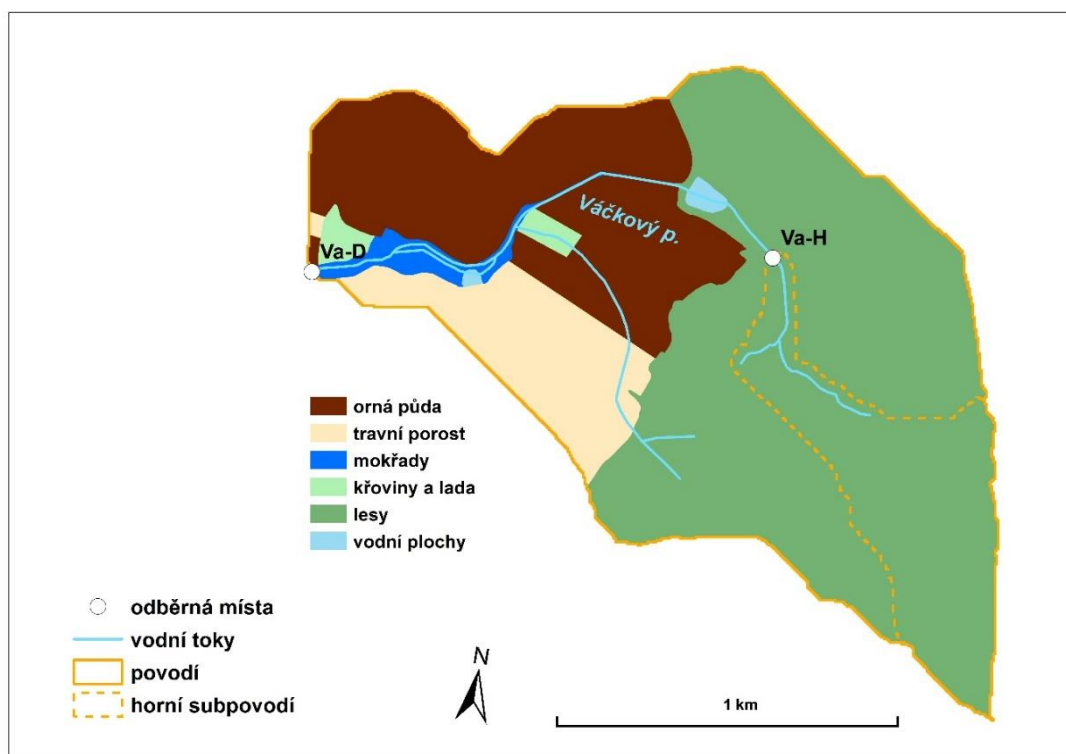 Váčkový p.
Va-H
Va-D
orná půda
travní porost
mokřady
křoviny a lada
lesy
vodní plochy
odběrná místa
vodní toky
povodí
horní subpovodí
N
1 km